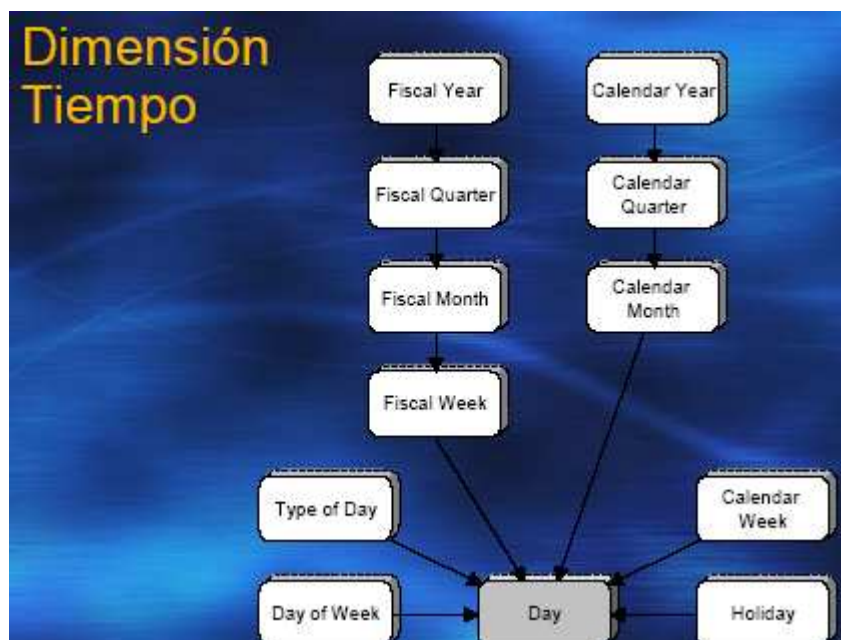 Dimensión
Tiempo
Fiscal Year
Calendar Year
Fiscal Quarter
Calendar
Quarter
Fiscal Month
Calendar
Month
Fiscal Week
Type of Day
Calendar
Week
Day of Week
Day
Holiday